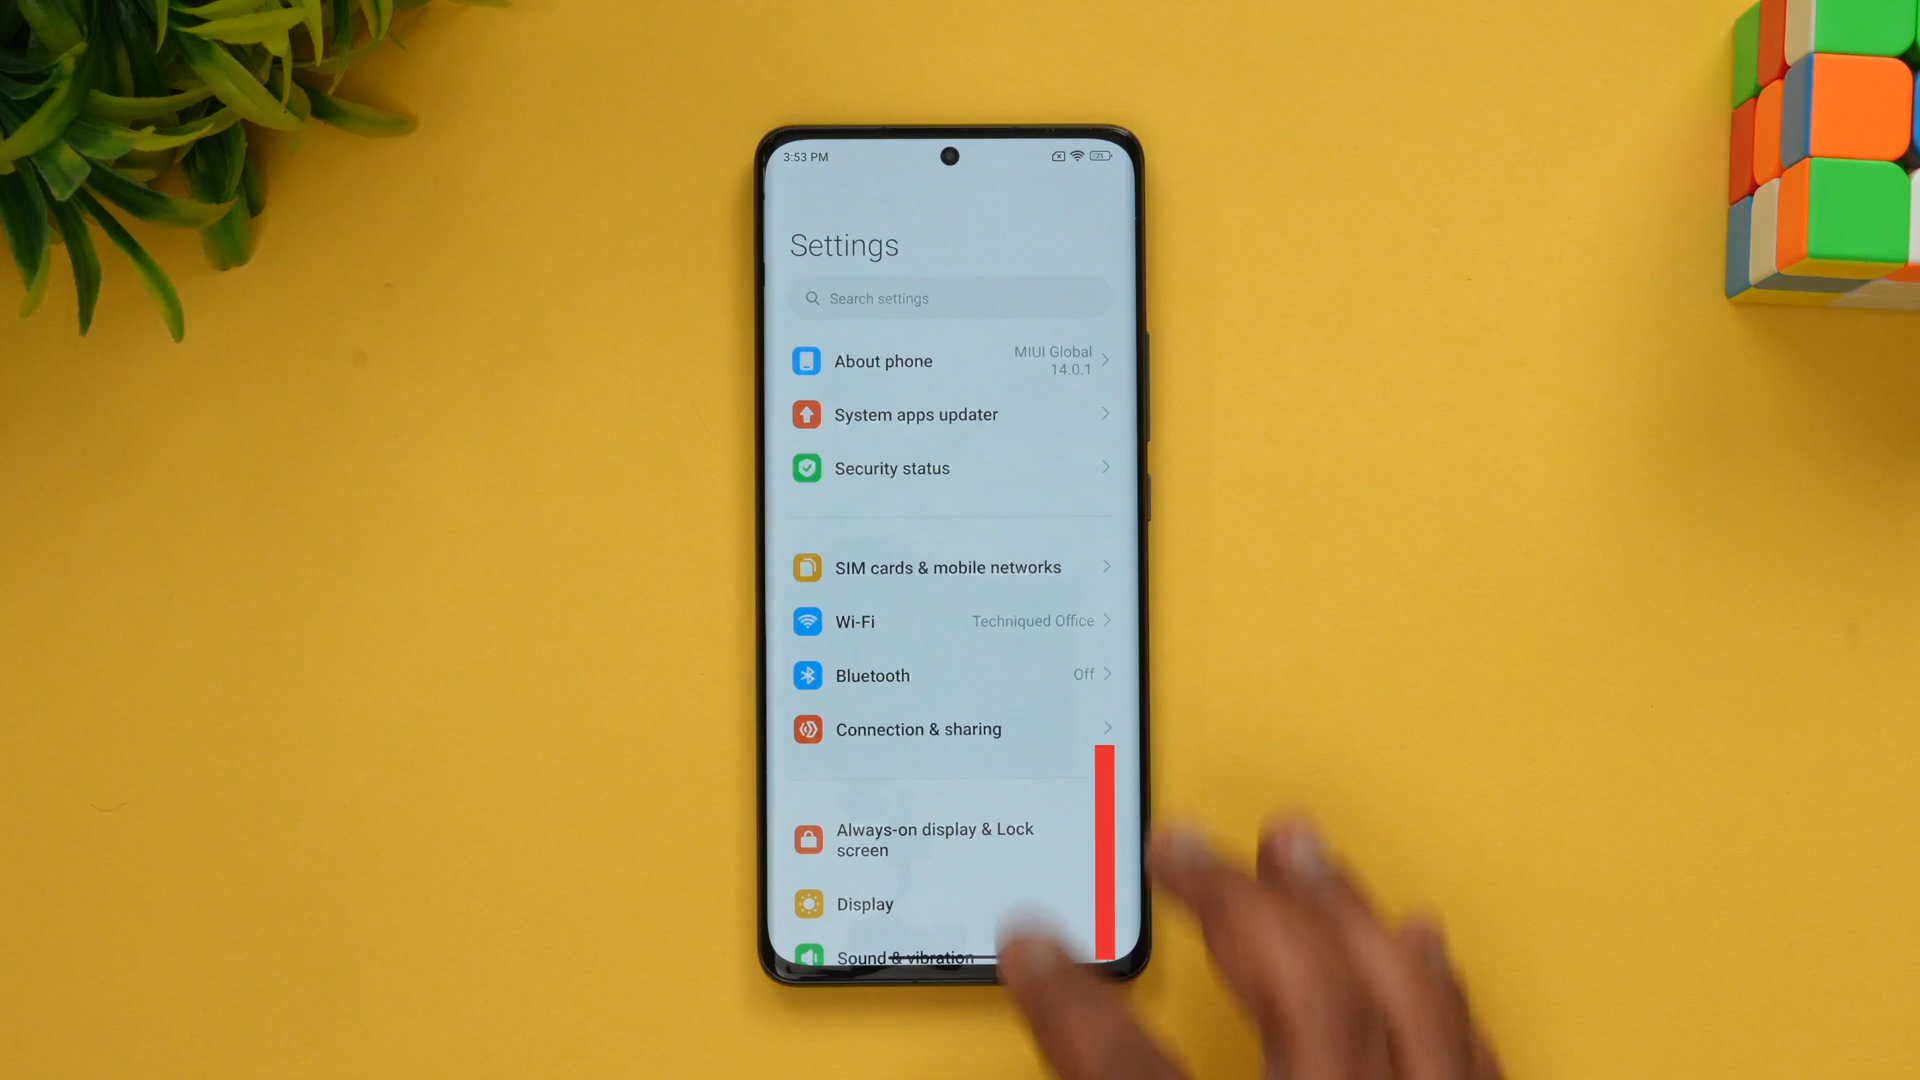 3:53 PM
71
Settings
Search settings
About phone
MIUI Global
14.0.1
System apps updater
Security status
SIM cards & mobile networks
Wi-Fi
Techniqued Office
Bluetooth
Off
Connection & sharing
Always-on display & Lock
screen
Display
Sound & vibration